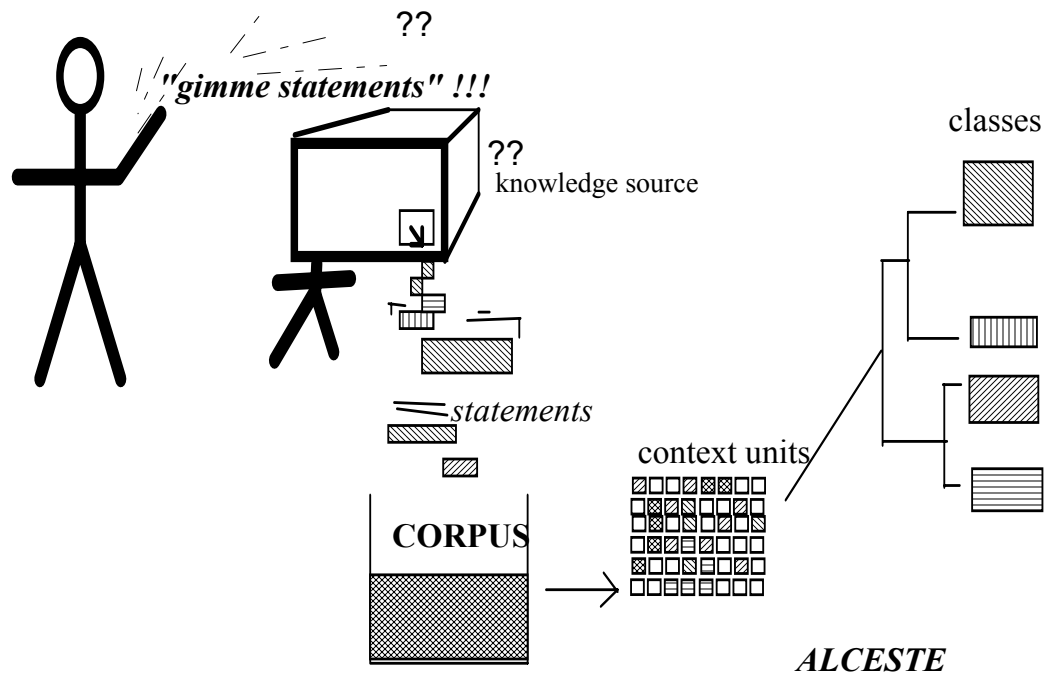 ??
"gimme statements" !!!
classes
??
knowledge source
statements
context units
CORPUS
ALCESTE